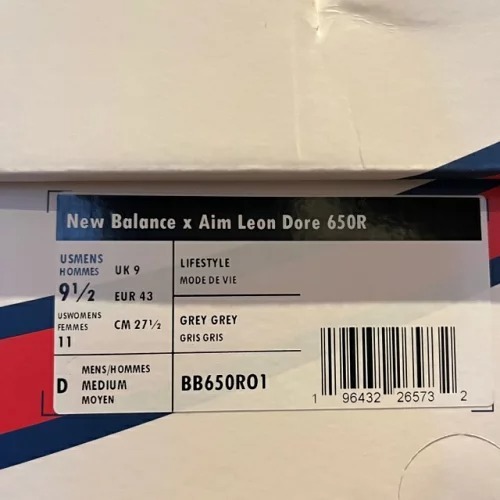 New Balance x Aim Leon Dore 650R
USMENS
HOMMES
9½
UK 9
EUR 43
USWOMENS
FEMMES
11
CM 27½
LIFESTYLE
MODE DE VIE
GREY GREY
GRIS GRIS
D
MENS/HOMMES
MEDIUM
MOYEN
BB650RO1
1 96432 26573 2